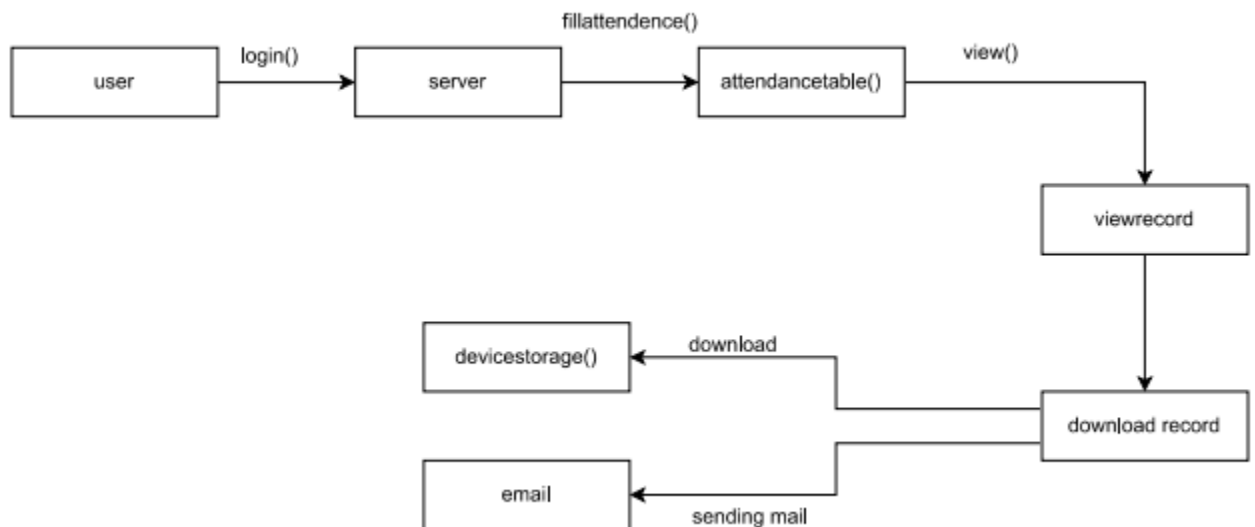 fillattendence()
login()
view()
user
server
attendancetable()
viewrecord
download
devicestorage()
download record
email
sending mail